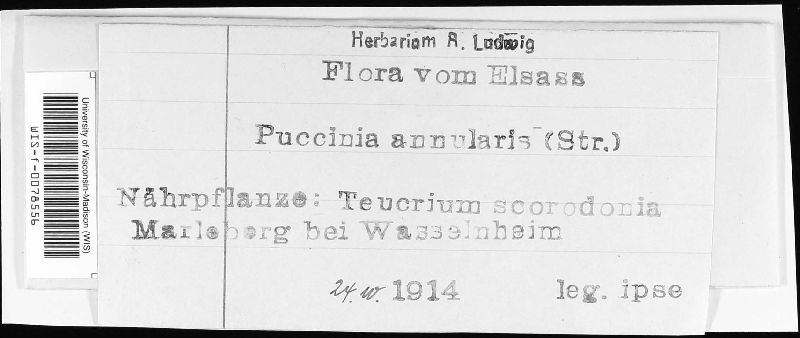 Herbarium A. Ludwig
Flora vom Elsass
Puccinia annularis (Str.)
Nährpflanze: Teucrium scorodonia
Marleberg bei Wasselnheim
1914 leg. ipse
University of Wisconsin-Madison (WIS)
WIS-f-0078556